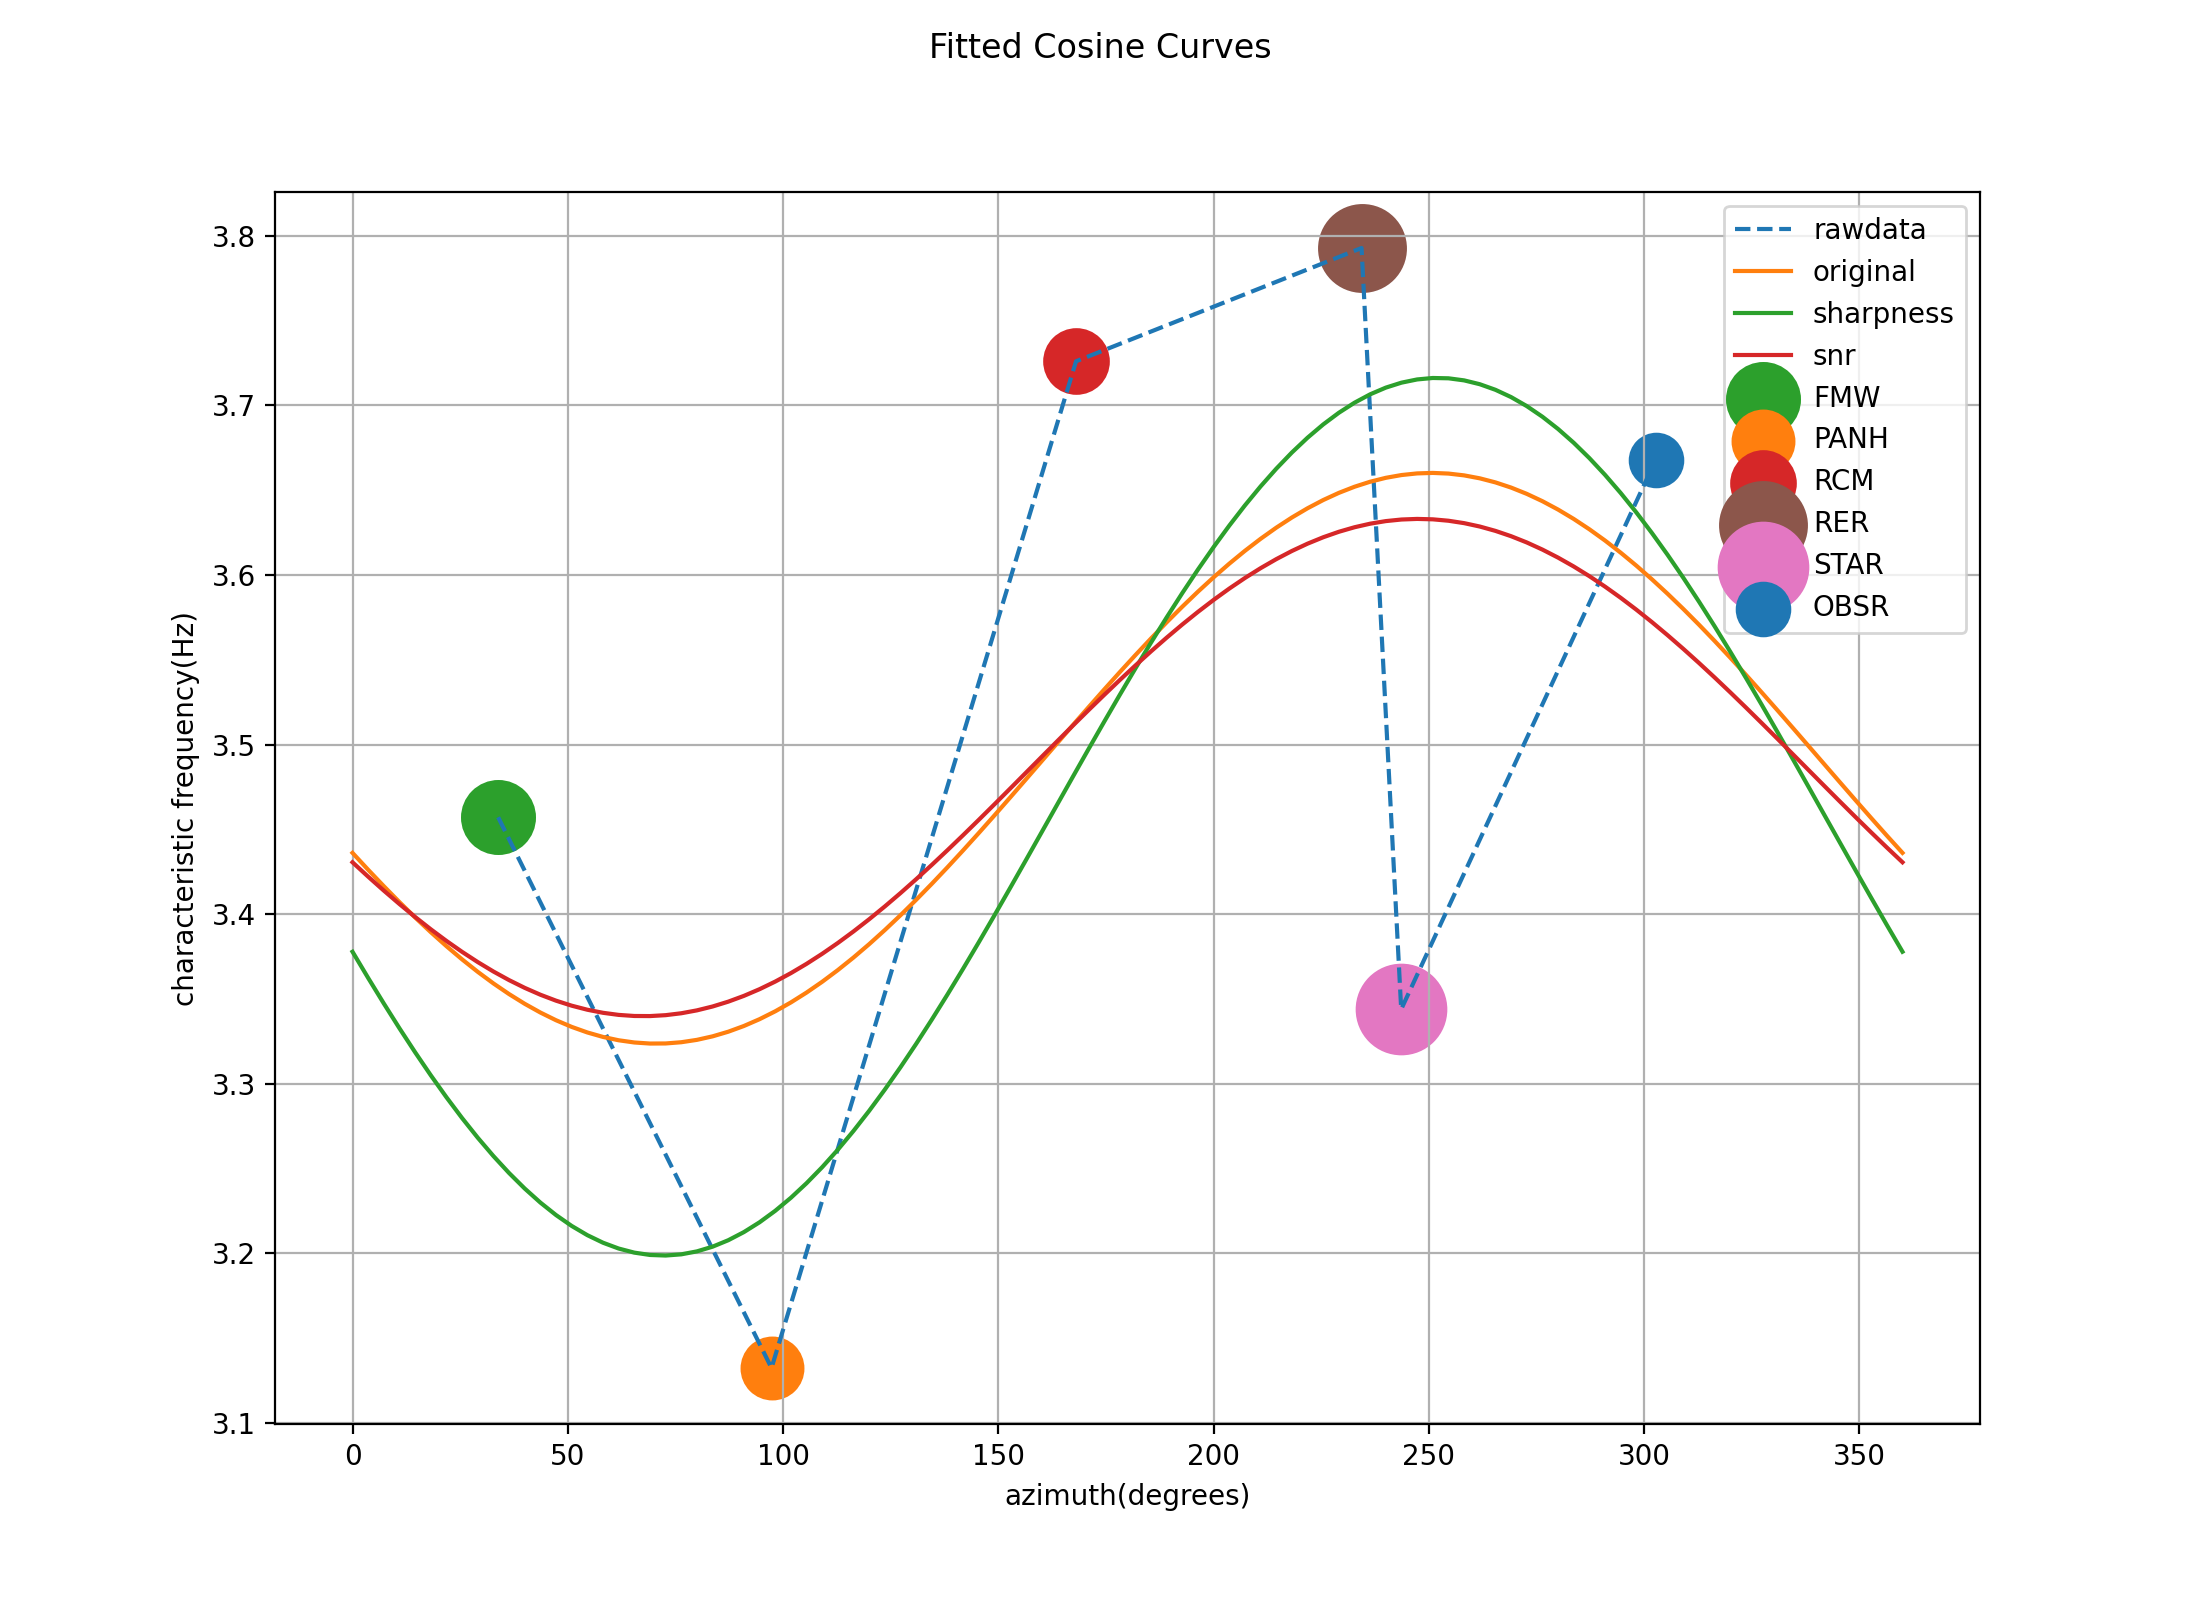 Fitted Cosine Curves
3.8
3.7
3.6
3.5
3.4
3.3
3.2
3.1
characteristic frequency(Hz)
rawdata
original
sharpness
snr
FMW
PANH
RCM
RER
STAR
OBSR
0 50 100 150 200 250 300 350
azimuth(degrees)